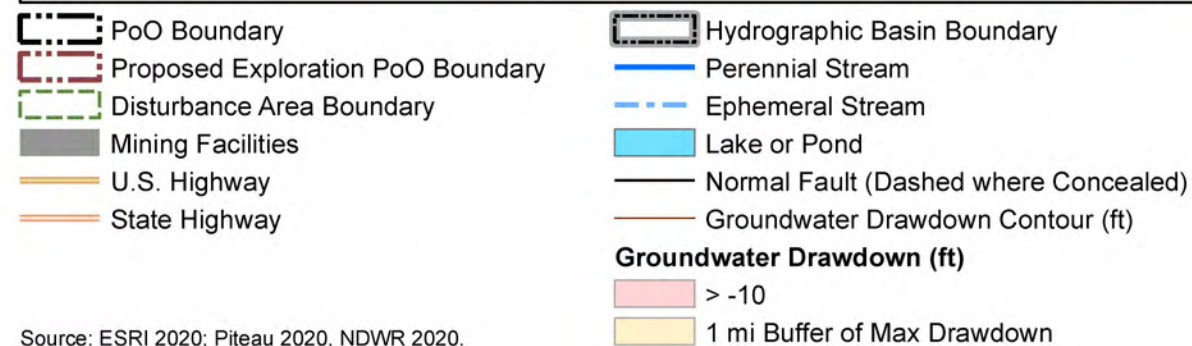 PoO Boundary
Proposed Exploration PoO Boundary
Disturbance Area Boundary
Mining Facilities
U.S. Highway
State Highway
Hydrographic Basin Boundary
Perennial Stream
Ephemeral Stream
Lake or Pond
Normal Fault (Dashed where Concealed)
Groundwater Drawdown Contour (ft)
Groundwater Drawdown (ft)
> -10
1 mi Buffer of Max Drawdown
Source: ESRI 2020; Piteau 2020, NDWR 2020.